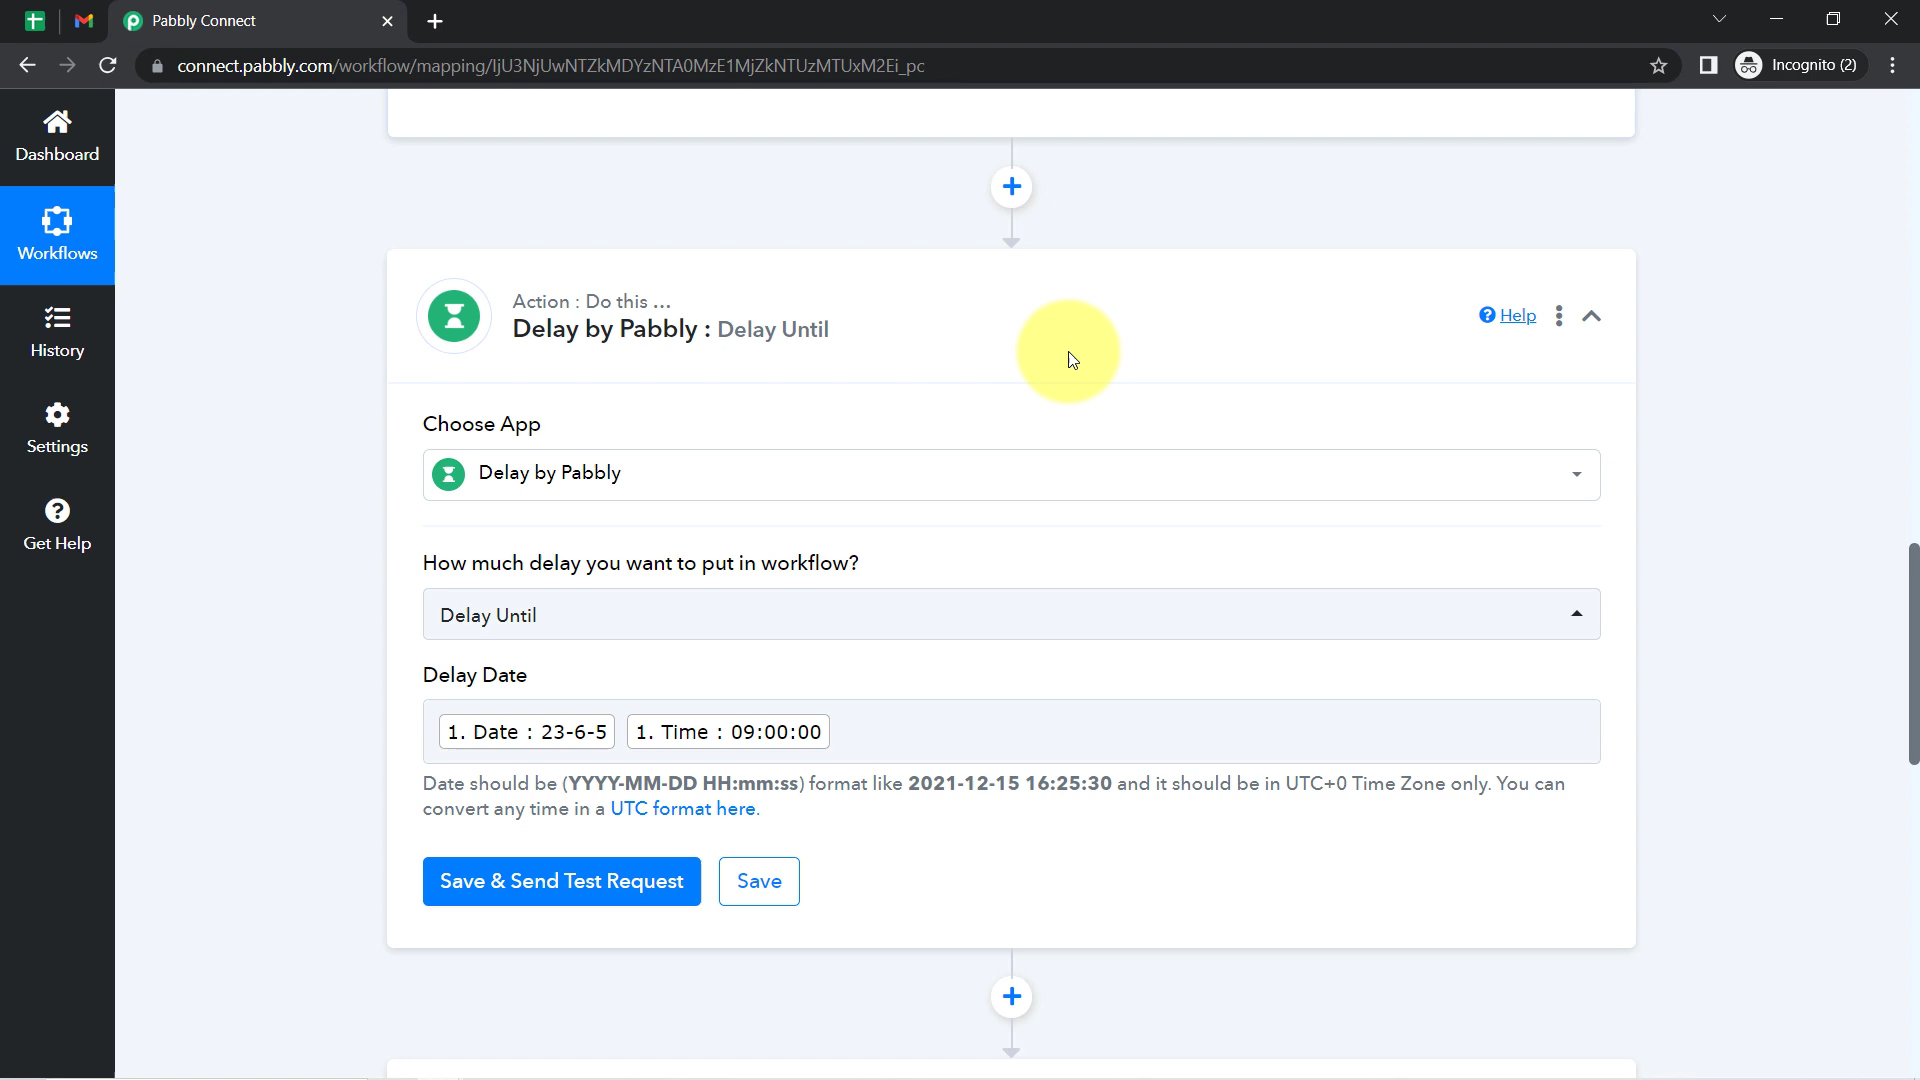 Pabbly Connect
connect.pabbly.com/workflow/mapping/IjU3NjUwNTZkMDYzNTA0MzE1MjZkNTUzMTUxM2Ei_pc
Incognito (2)
Dashboard
Workflows
History
Settings
Get Help
Action : Do this ...
Delay by Pabbly : Delay Until
Help
Choose App
Delay by Pabbly
How much delay you want to put in workflow?
Delay Until
Delay Date
1. Date : 23-6-5 1. Time : 09:00:00
Date should be (YYYY-MM-DD HH:mm:ss) format like 2021-12-15 16:25:30 and it should be in UTC+0 Time Zone only. You can
convert any time in a UTC format here.
Save & Send Test Request
Save